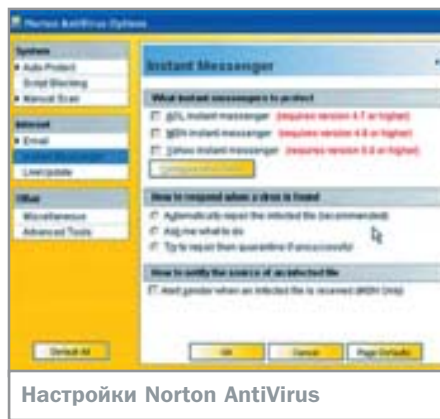 Norton AntiVirus Options
System
Auto-Protect
Script Blocking
Manual Scan
Internet
Email
Instant Messenger
LiveUpdate
Other
Miscellaneous
Advanced Tools
Default All
Instant Messenger
What instant messengers to protect
AOL instant messenger (requires version 4.7 or higher)
MSN instant messenger (requires version 4.6 or higher)
Yahoo instant messenger (requires version 5.0 or higher)
How to respond when a virus is found
Automatically repair the infected file (recommended)
Ask me what to do
Try to repair then quarantine if unsuccessful
How to notify the source of an infected file
Alert sender when an infected file is received (MSN Only)
OK
Cancel
Page Defaults
Настройки Norton AntiVirus